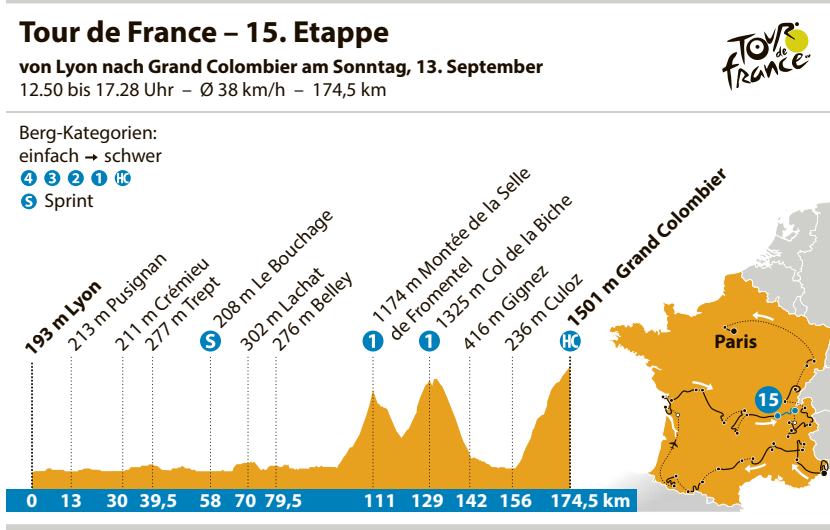 Tour de France – 15. Etappe
von Lyon nach Grand Colombier am Sonntag, 13. September
12.50 bis 17.28 Uhr – Ø 38 km/h – 174,5 km
TOUR
de
france
Berg-Kategorien:
einfach → schwer
4 3 2 1 HC
S Sprint
193 m Lyon
213 m Pusignan
211 m Crémieu
277 m Trept
S 208 m Le Bouchage
302 m Lachat
276 m Belley
1 1174 m Montée de la Selle
de Fromentel
1 1325 m Col de la Biche
416 m Gignez
236 m Culoz
HC 1501 m Grand Colombier
Paris
15
0 13 30 39,5 58 70 79,5 111 129 142 156 174,5 km